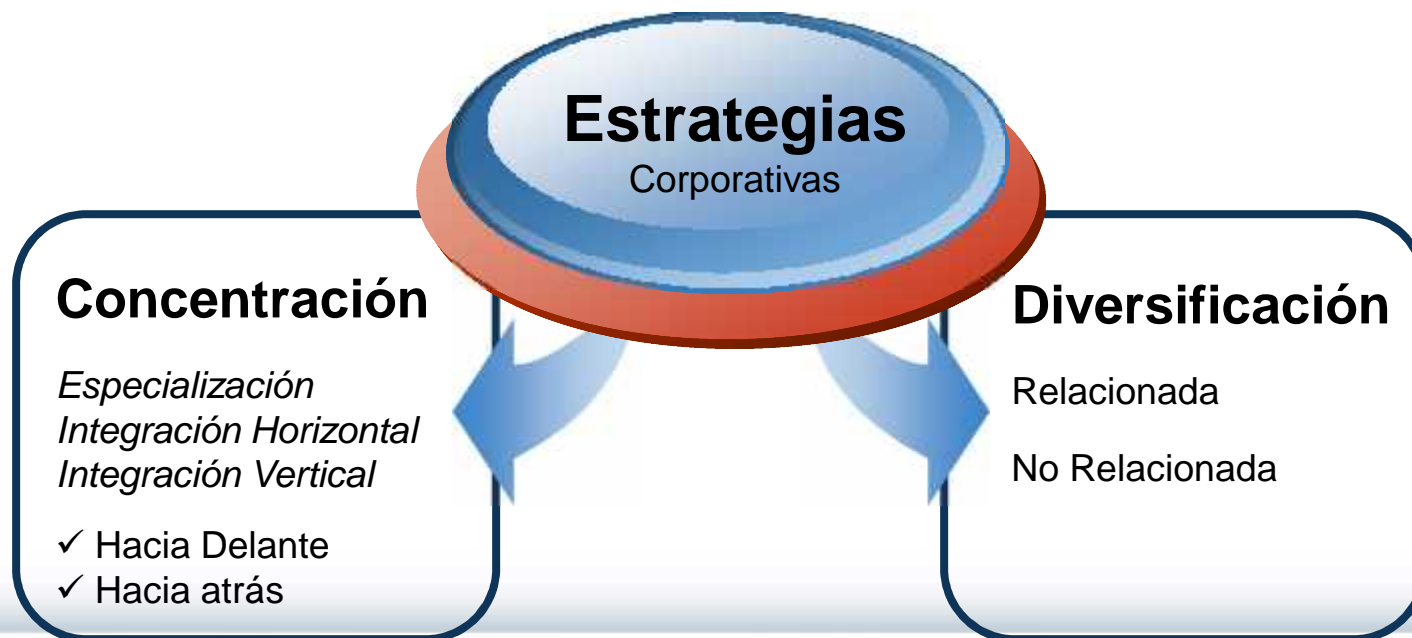 Estrategias
Corporativas
Concentración
Especialización
Integración Horizontal
Integración Vertical
✓ Hacia Delante
✓ Hacia atrás
Diversificación
Relacionada
No Relacionada